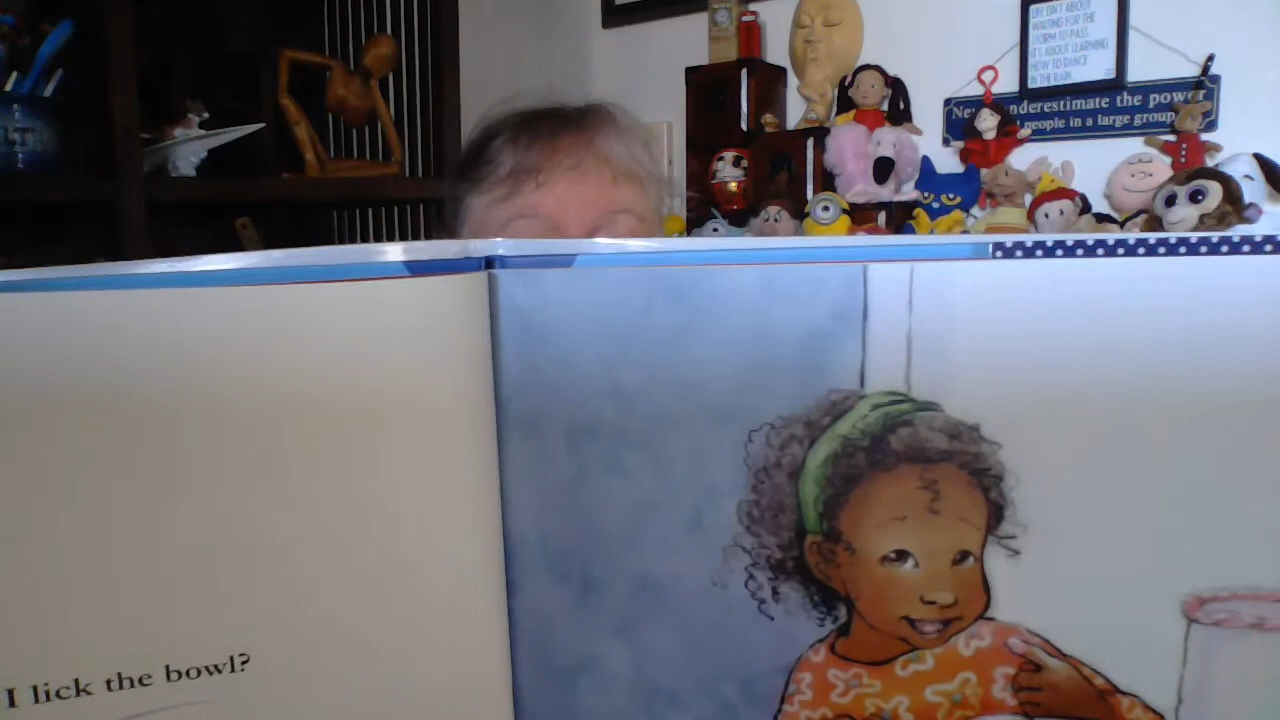 LIFE ISN'T ABOUT
WAITING FOR THE
STORM TO PASS.
IT'S ABOUT LEARNING
HOW TO DANCE
IN THE RAIN.
underestimate the power
people in a large group
I lick the bowl?